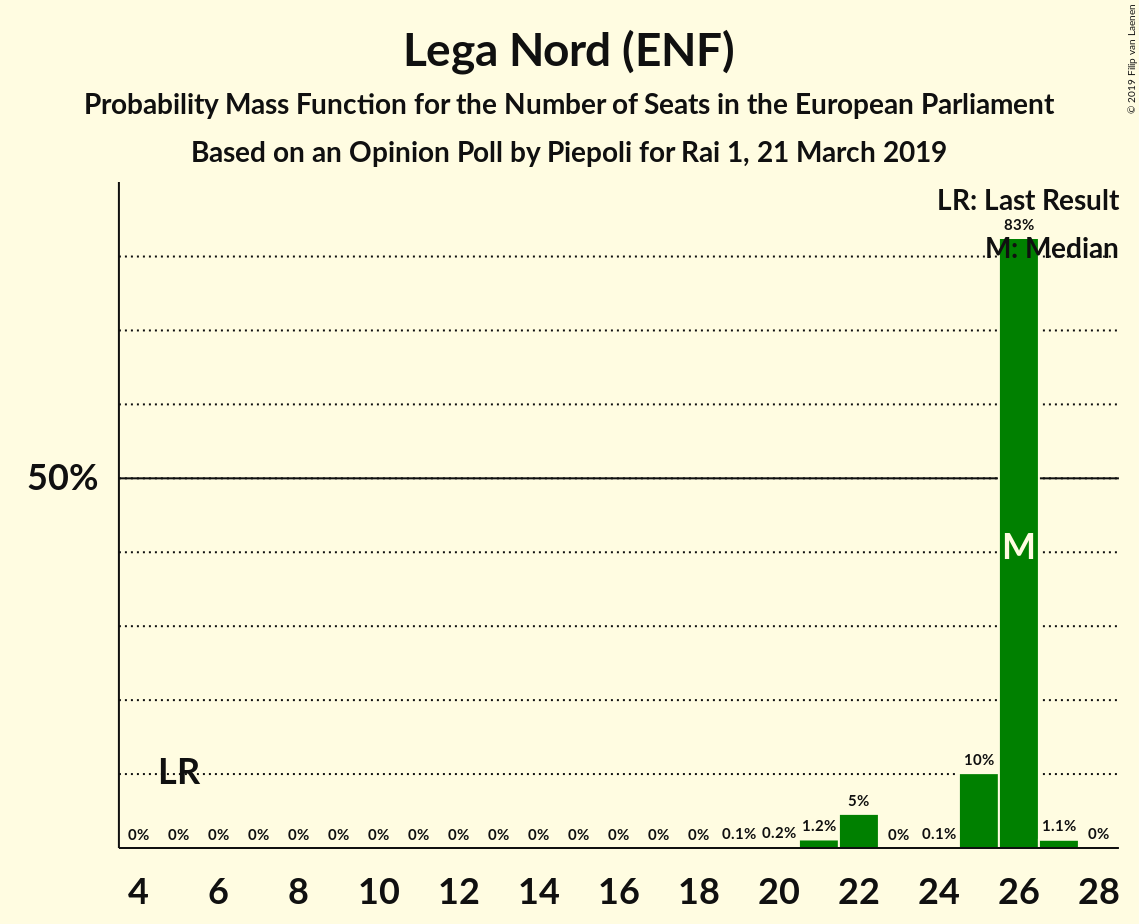 Lega Nord (ENF)
Probability Mass Function for the Number of Seats in the European Parliament
Based on an Opinion Poll by Piepoli for Rai 1, 21 March 2019
© 2019 Filip van Laenen
LR: Last Result
83%
M: Median
50%
M
LR
10%
5%
0% 0% 0% 0% 0% 0% 0% 0% 0% 0% 0% 0% 0% 0% 0% 0.1% 0.2% 1.2% 0% 0.1% 1.1% 0%
4 6 8 10 12 14 16 18 20 22 24 26 28